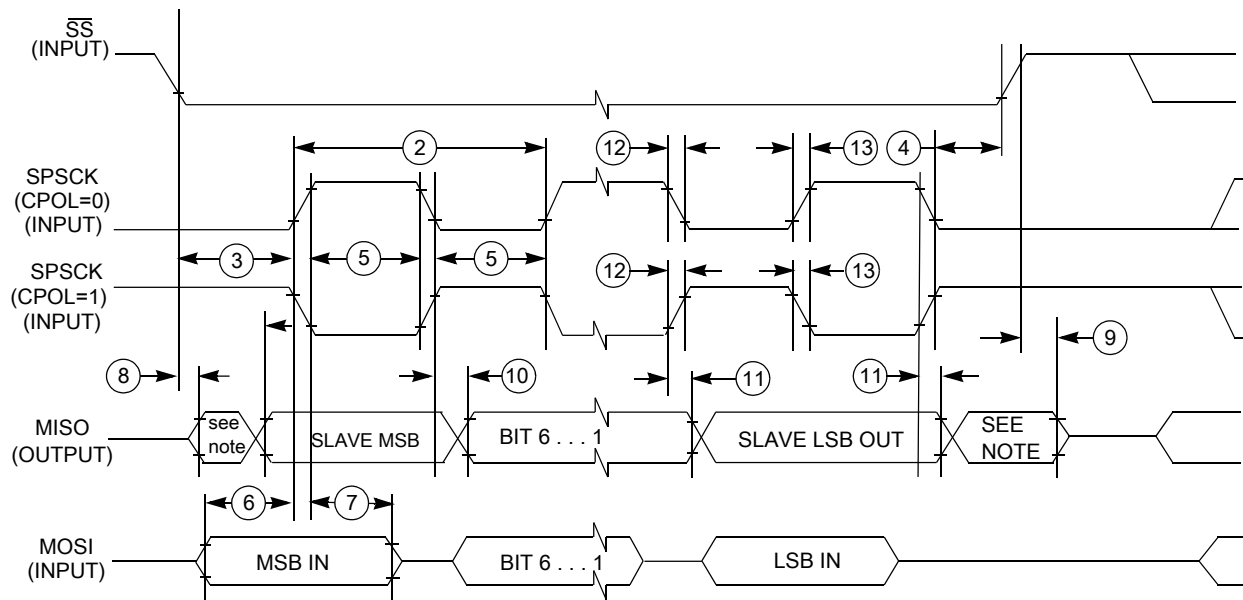 SS
(INPUT)
2
12
13
4
SPSCK
(CPOL=0)
(INPUT)
3
5
5
12
13
SPSCK
(CPOL=1)
(INPUT)
8
10
11
11
9
MISO
(OUTPUT)
see
note
SLAVE MSB
BIT 6 . . . 1
SLAVE LSB OUT
SEE
NOTE
6
7
MOSI
(INPUT)
MSB IN
BIT 6 . . . 1
LSB IN